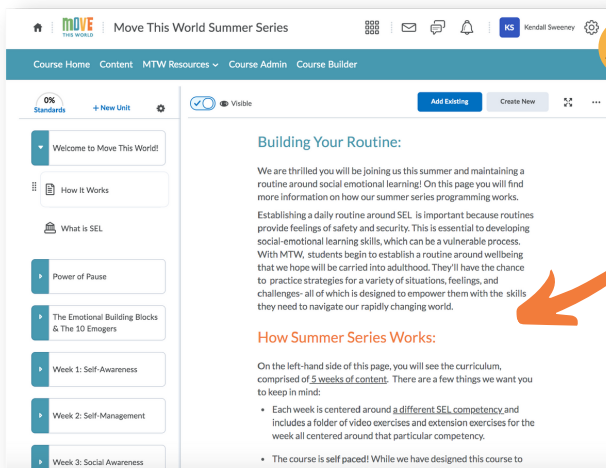 MOVE
THIS WORLD
Move This World Summer Series
KS
Kendall Sweeney
Course Home Content MTW Resources Course Admin Course Builder
0%
Standards
+ New Unit
Visible
Add Existing
Create New
Welcome to Move This World!
How It Works
What is SEL
Power of Pause
The Emotional Building Blocks
& The 10 Emogers
Week 1: Self-Awareness
Week 2: Self-Management
Week 3: Social Awareness
Building Your Routine:
We are thrilled you will be joining us this summer and maintaining a
routine around social emotional learning! On this page you will find
more information on how our summer series programming works.
Establishing a daily routine around SEL is important because routines
provide feelings of safety and security. This is essential to developing
social-emotional learning skills, which can be a vulnerable process.
With MTW, students begin to establish a routine around wellbeing
that we hope will be carried into adulthood. They'll have the chance
to practice strategies for a variety of situations, feelings, and
challenges- all of which is designed to empower them with the skills
they need to navigate our rapidly changing world.
How Summer Series Works:
On the left-hand side of this page, you will see the curriculum,
comprised of 5 weeks of content. There are a few things we want you
to keep in mind:
• Each week is centered around a different SEL competency and
includes a folder of video exercises and extension exercises for the
week all centered around that particular competency.
• The course is self paced! While we have designed this course to